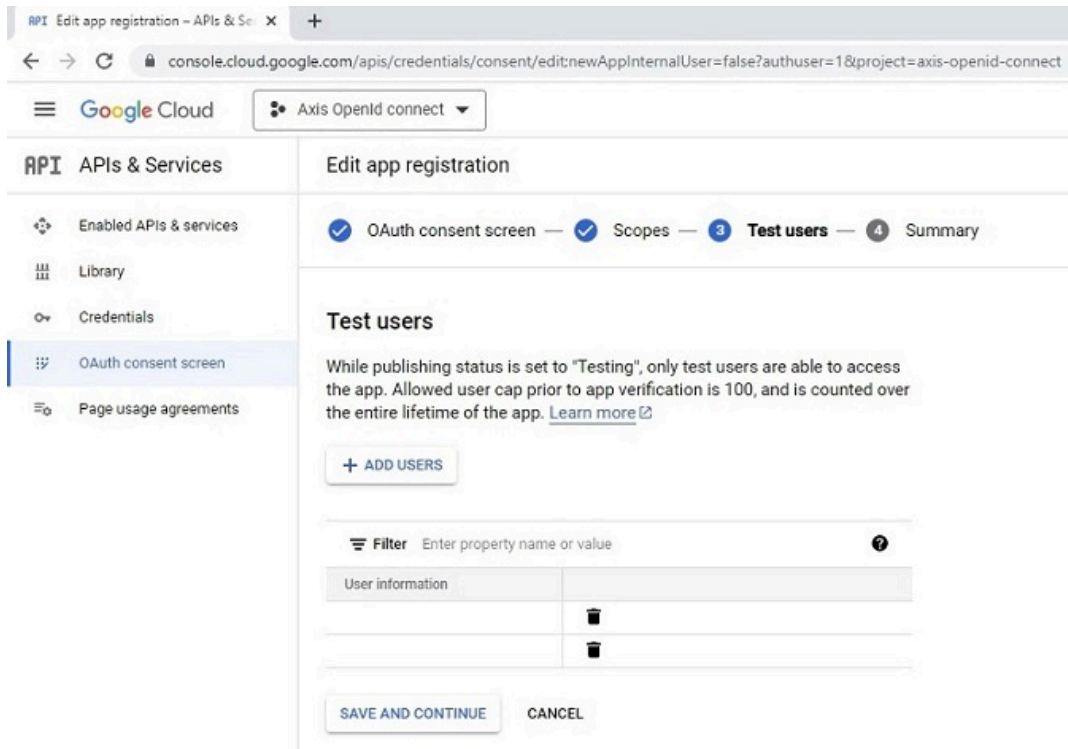 API Edit app registration – APIs & Se
console.cloud.google.com/apis/credentials/consent/edit;newAppInternalUser=false?authuser=1&project=axis-openid-connect
Google Cloud
Axis OpenId connect
API APIs & Services
Edit app registration
Enabled APIs & services
Library
Credentials
OAuth consent screen
Page usage agreements
OAuth consent screen — Scopes — 3 Test users — 4 Summary
Test users
While publishing status is set to "Testing", only test users are able to access
the app. Allowed user cap prior to app verification is 100, and is counted over
the entire lifetime of the app. Learn more
+ ADD USERS
Filter Enter property name or value
User information
SAVE AND CONTINUE CANCEL